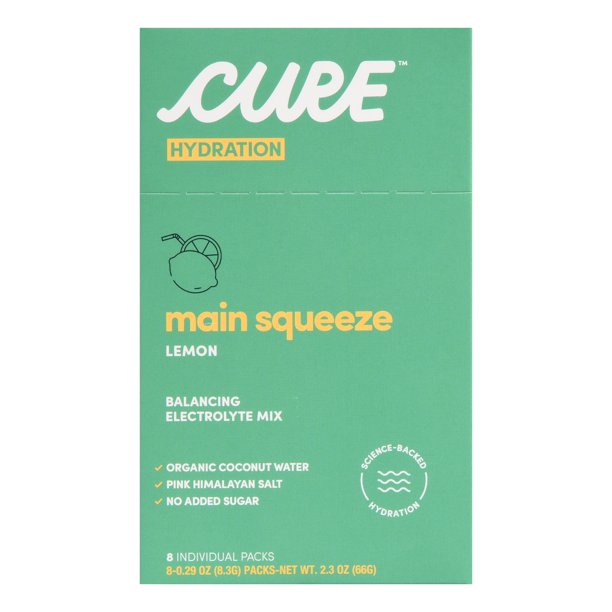 CURE™
HYDRATION
main squeeze
LEMON
BALANCING
ELECTROLYTE MIX
✓ ORGANIC COCONUT WATER
✓ PINK HIMALAYAN SALT
✓ NO ADDED SUGAR
SCIENCE-BACKED
HYDRATION
8 INDIVIDUAL PACKS
8-0.29 OZ (8.3G) PACKS-NET WT. 2.3 OZ (66G)